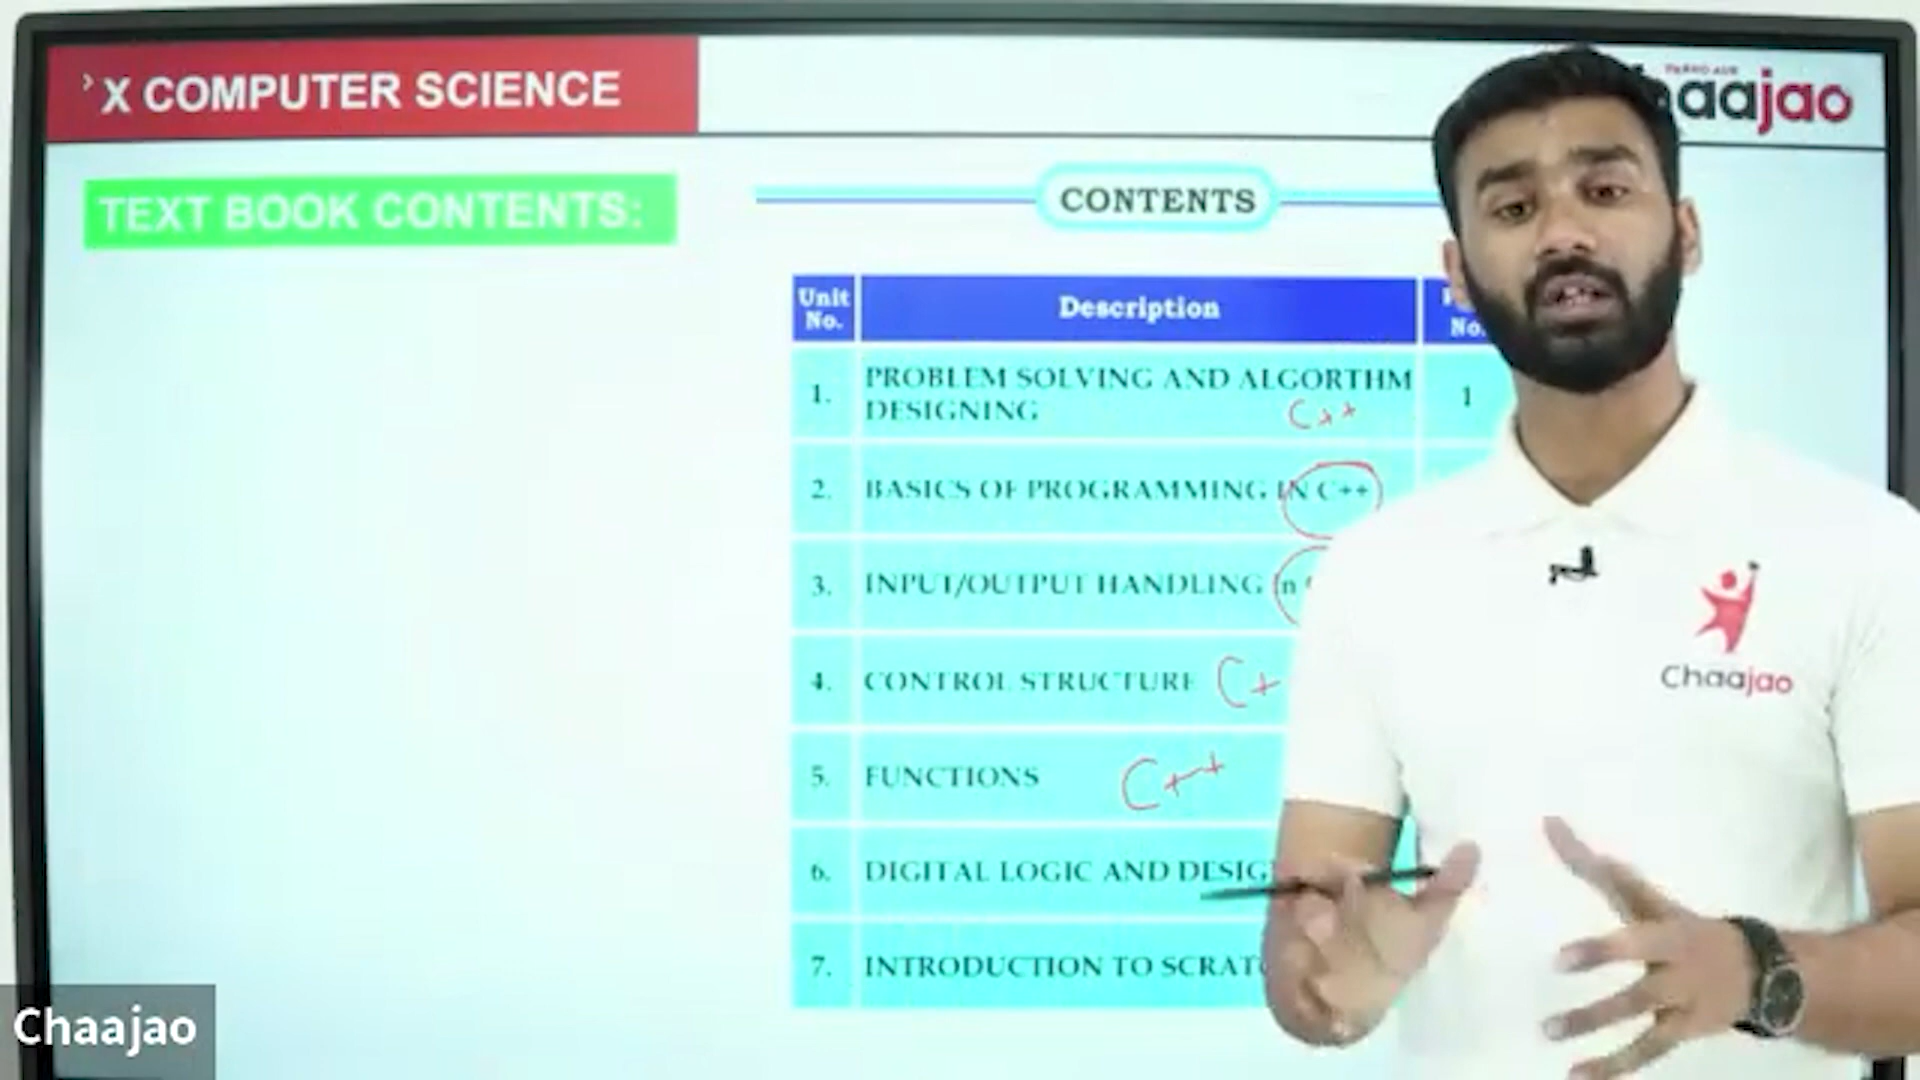 X COMPUTER SCIENCE
aajao
TEXT BOOK CONTENTS:
CONTENTS
Unit No.
Description
No.
1.
PROBLEM SOLVING AND ALGORTHM
DESIGNING
C++
1
2.
BASICS OF PROGRAMMING IN C++
3.
INPUT/OUTPUT HANDLING In
4.
CONTROL STRUCTURE
C+
5.
FUNCTIONS
C++
6.
DIGITAL LOGIC AND DESIG
7.
INTRODUCTION TO SCRAT
Chaajao
Chaajao